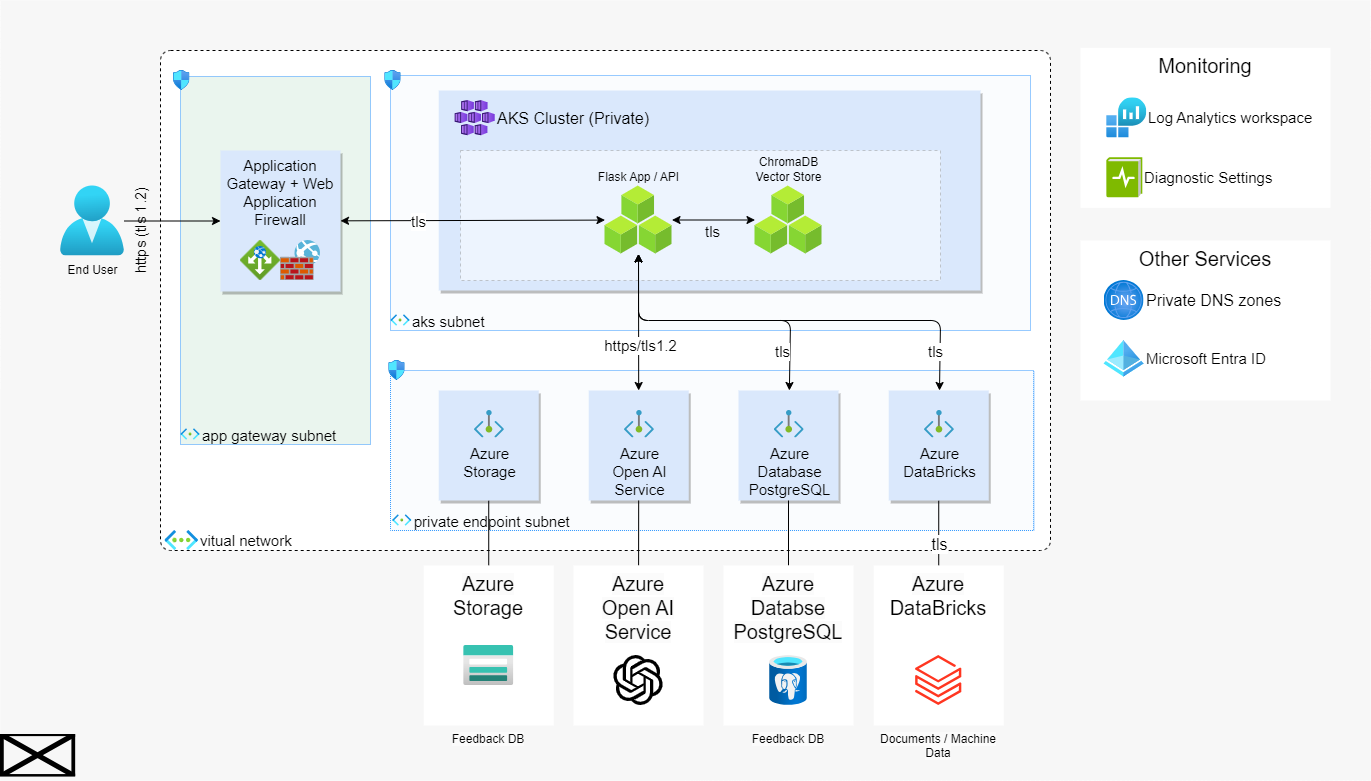 Monitoring
Log Analytics workspace
Diagnostic Settings
Other Services
DNS
Private DNS zones
Microsoft Entra ID
End User
https (tls 1.2)
Application
Gateway + Web
Application
Firewall
app gateway subnet
tls
AKS Cluster (Private)
Flask App / API
ChromaDB
Vector Store
tls
aks subnet
https/tls1.2
tls
tls
Azure
Storage
Azure
Open AI
Service
Azure
Database
PostgreSQL
Azure
DataBricks
private endpoint subnet
vitual network
tls
Azure
Storage
Feedback DB
Azure
Open AI
Service
Azure
Databse
PostgreSQL
Feedback DB
Azure
DataBricks
Documents / Machine
Data